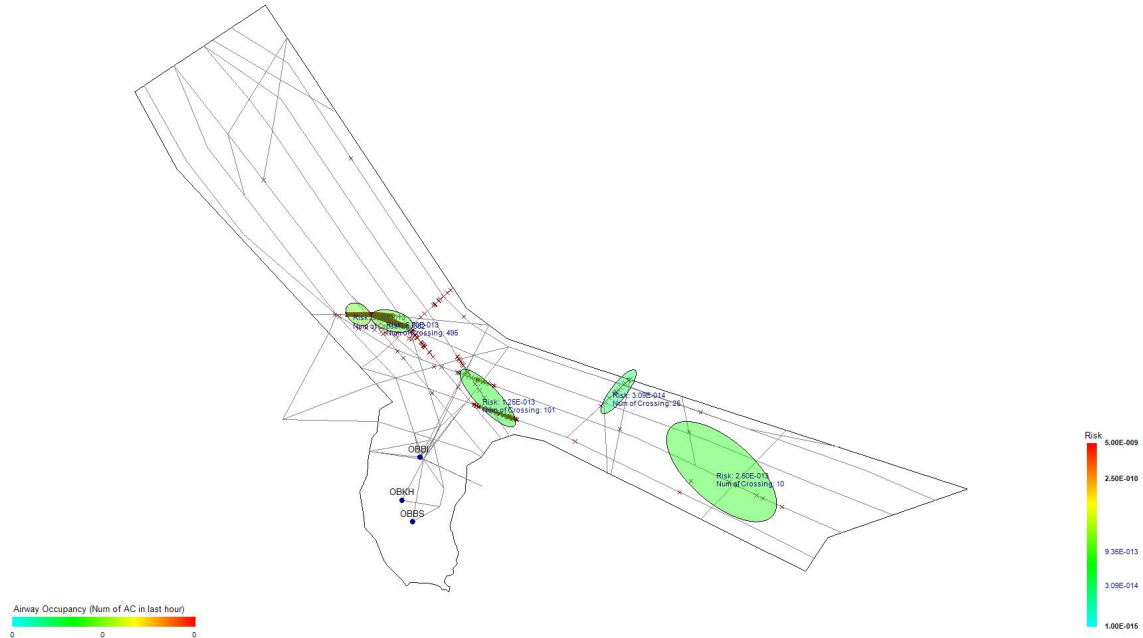 Num of Crossing: 495
Risk: 1.25E-013
Num of Crossing: 101
Risk: 3.09E-014
Num of Crossing: 26
Risk: 2.60E-013
Num of Crossing: 10
OBBI
OBKH
OBBS
Risk
5.00E-009
2.50E-010
9.35E-013
3.09E-014
1.00E-015
Airway Occupancy (Num of AC in last hour)
0 0 0